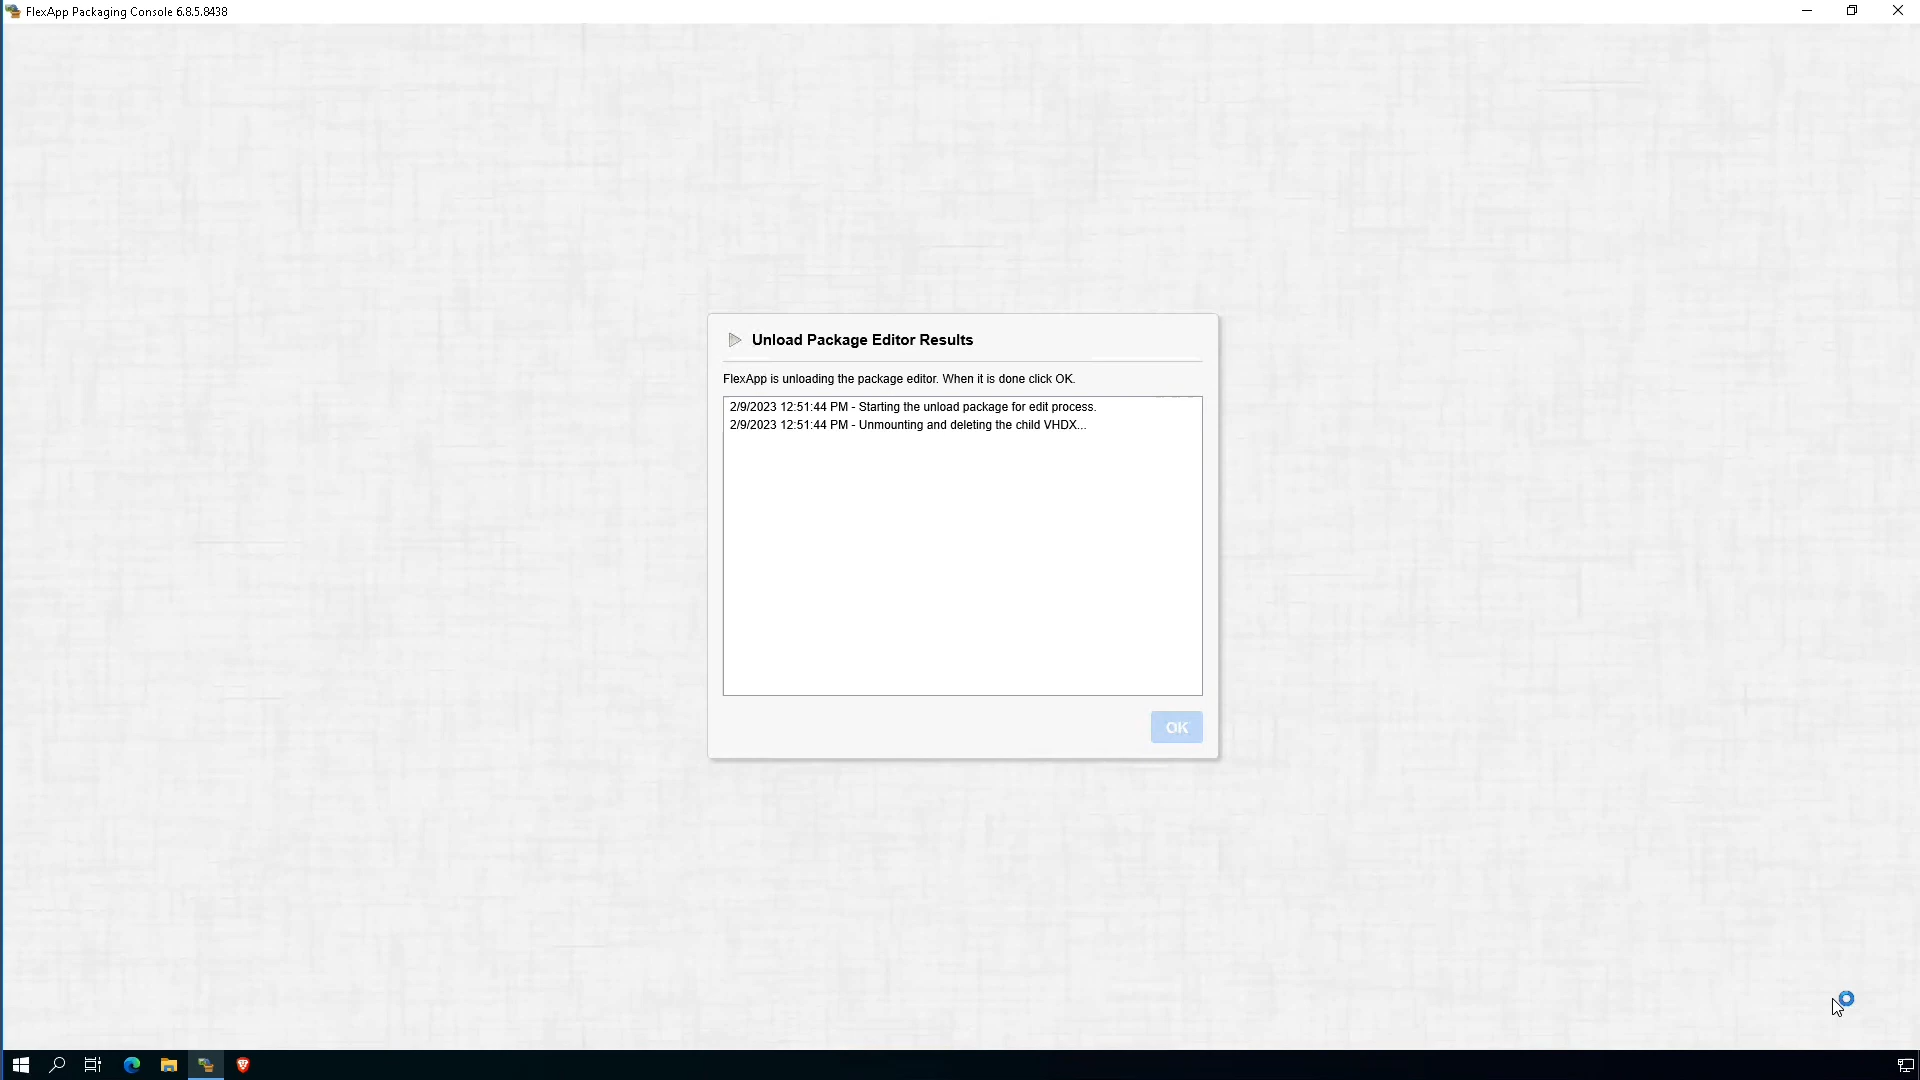 FlexApp Packaging Console 6.8.5.8438
Unload Package Editor Results
FlexApp is unloading the package editor. When it is done click OK.
2/9/2023 12:51:44 PM - Starting the unload package for edit process.
2/9/2023 12:51:44 PM - Unmounting and deleting the child VHDX...
OK